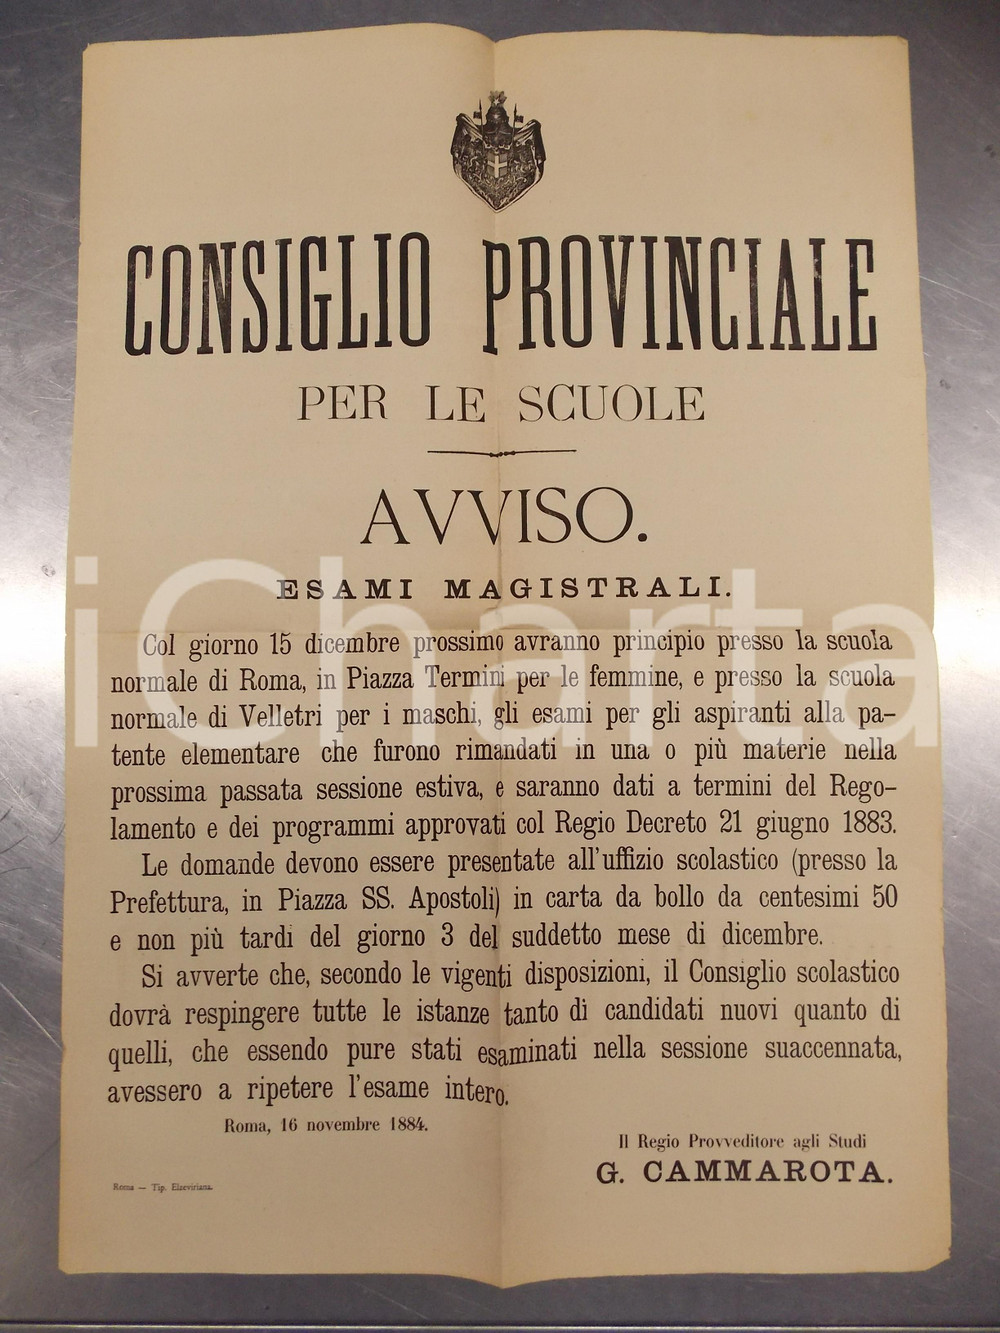 CONSIGLIO PROVINCIALE
PER LE SCUOLE
AVVISO.
ESAMI MAGISTRALI.
Col giorno 15 dicembre prossimo avranno principio presso la scuola
normale di Roma, in Piazza Termini per le femmine, e presso la scuola
normale di Velletri per i maschi, gli esami per gli aspiranti alla pa-
tente elementare che furono rimandati in una o più materie nella
prossima passata sessione estiva, e saranno dati a termini del Rego-
lamento e dei programmi approvati col Regio Decreto 21 giugno 1883.
Le domande devono essere presentate all'uffizio scolastico (presso la
Prefettura, in Piazza SS. Apostoli) in carta da bollo da centesimi 50
e non più tardi del giorno 3 del suddetto mese di dicembre.
Si avverte che, secondo le vigenti disposizioni, il Consiglio scolastico
dovrà respingere tutte le istanze tanto di candidati nuovi quanto di
quelli, che essendo pure stati esaminati nella sessione suaccennata,
avessero a ripetere l'esame intero.
Roma, 16 novembre 1884.
Il Regio Provveditore agli Studi
G. CAMMAROTA.
Roma — Tip. Elzeviriana.
iCharta